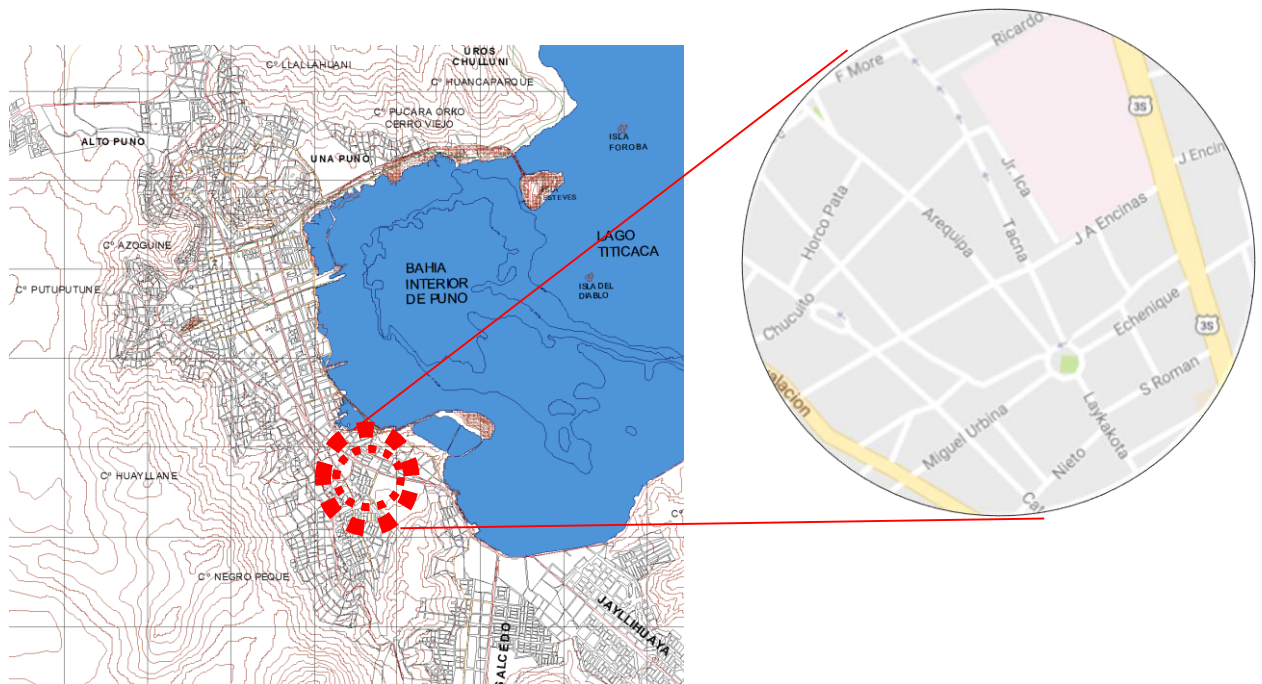 UROS
CHULLUNI
Cº LLALLAHUANI
Cº HUANCAPARQUE
Cº PUCARA ORKO
CERRO VIEJO
ALTO PUNO
UNA PUNO
ISLA
FOROBA
ESTEVES
Cº AZOGUINE
LAGO
TITICACA
BAHIA
INTERIOR
DE PUNO
ISLA DEL
DIABLO
Cº PUTUPUTUNE
Cº HUAYLLANE
Cº
Cº NEGRO PEQUE
JAYLLIHUAYA
SALCEDO
Ricardo
F More
3S
J Encin
Jr. Ica
Tacna
J A Encinas
Horco Pata
Arequipa
Chucuito
Echenique
3S
S Roman
alacion
Laykakota
Miguel Urbina
Nieto
Cat